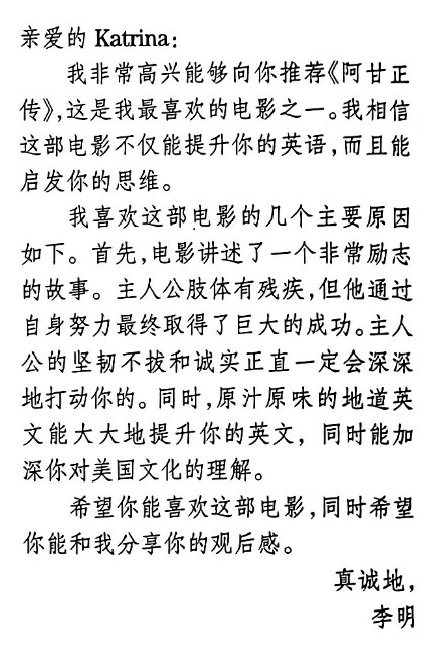 亲爱的 Katrina:
我非常高兴能够向你推荐《阿甘正
传》,这是我最喜欢的电影之一。我相信
这部电影不仅能提升你的英语,而且能
启发你的思维。
我喜欢这部电影的几个主要原因
如下。首先,电影讲述了一个非常励志
的故事。主人公肢体有残疾,但他通过
自身努力最终取得了巨大的成功。主人
公的坚韧不拔和诚实正直一定会深深
地打动你的。同时,原汁原味的地道英
文能大大地提升你的英文,同时能加
深你对美国文化的理解。
希望你能喜欢这部电影,同时希望
你能和我分享你的观后感。
真诚地,
李明